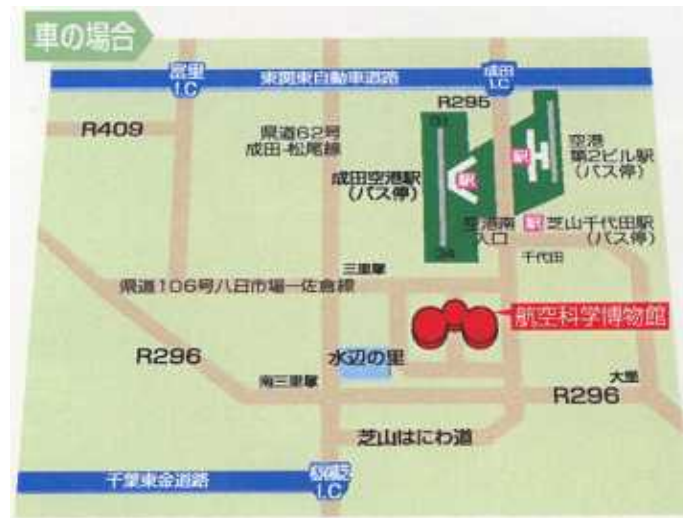 車の場合
富里
I.C
東関東自動車道路
成田
I.C
R409
R295
県道62号
成田-松尾線
成田空港駅
(バス停)
駅
駅
空港
第2ビル駅
(バス停)
空港南
入口
駅
芝山千代田駅
(バス停)
千代田
三里塚
県道106号八日市場ー佐倉線
航空科学博物館
R296
水辺の里
南三里塚
大里
R296
芝山はにわ道
千葉東金道路
I.C